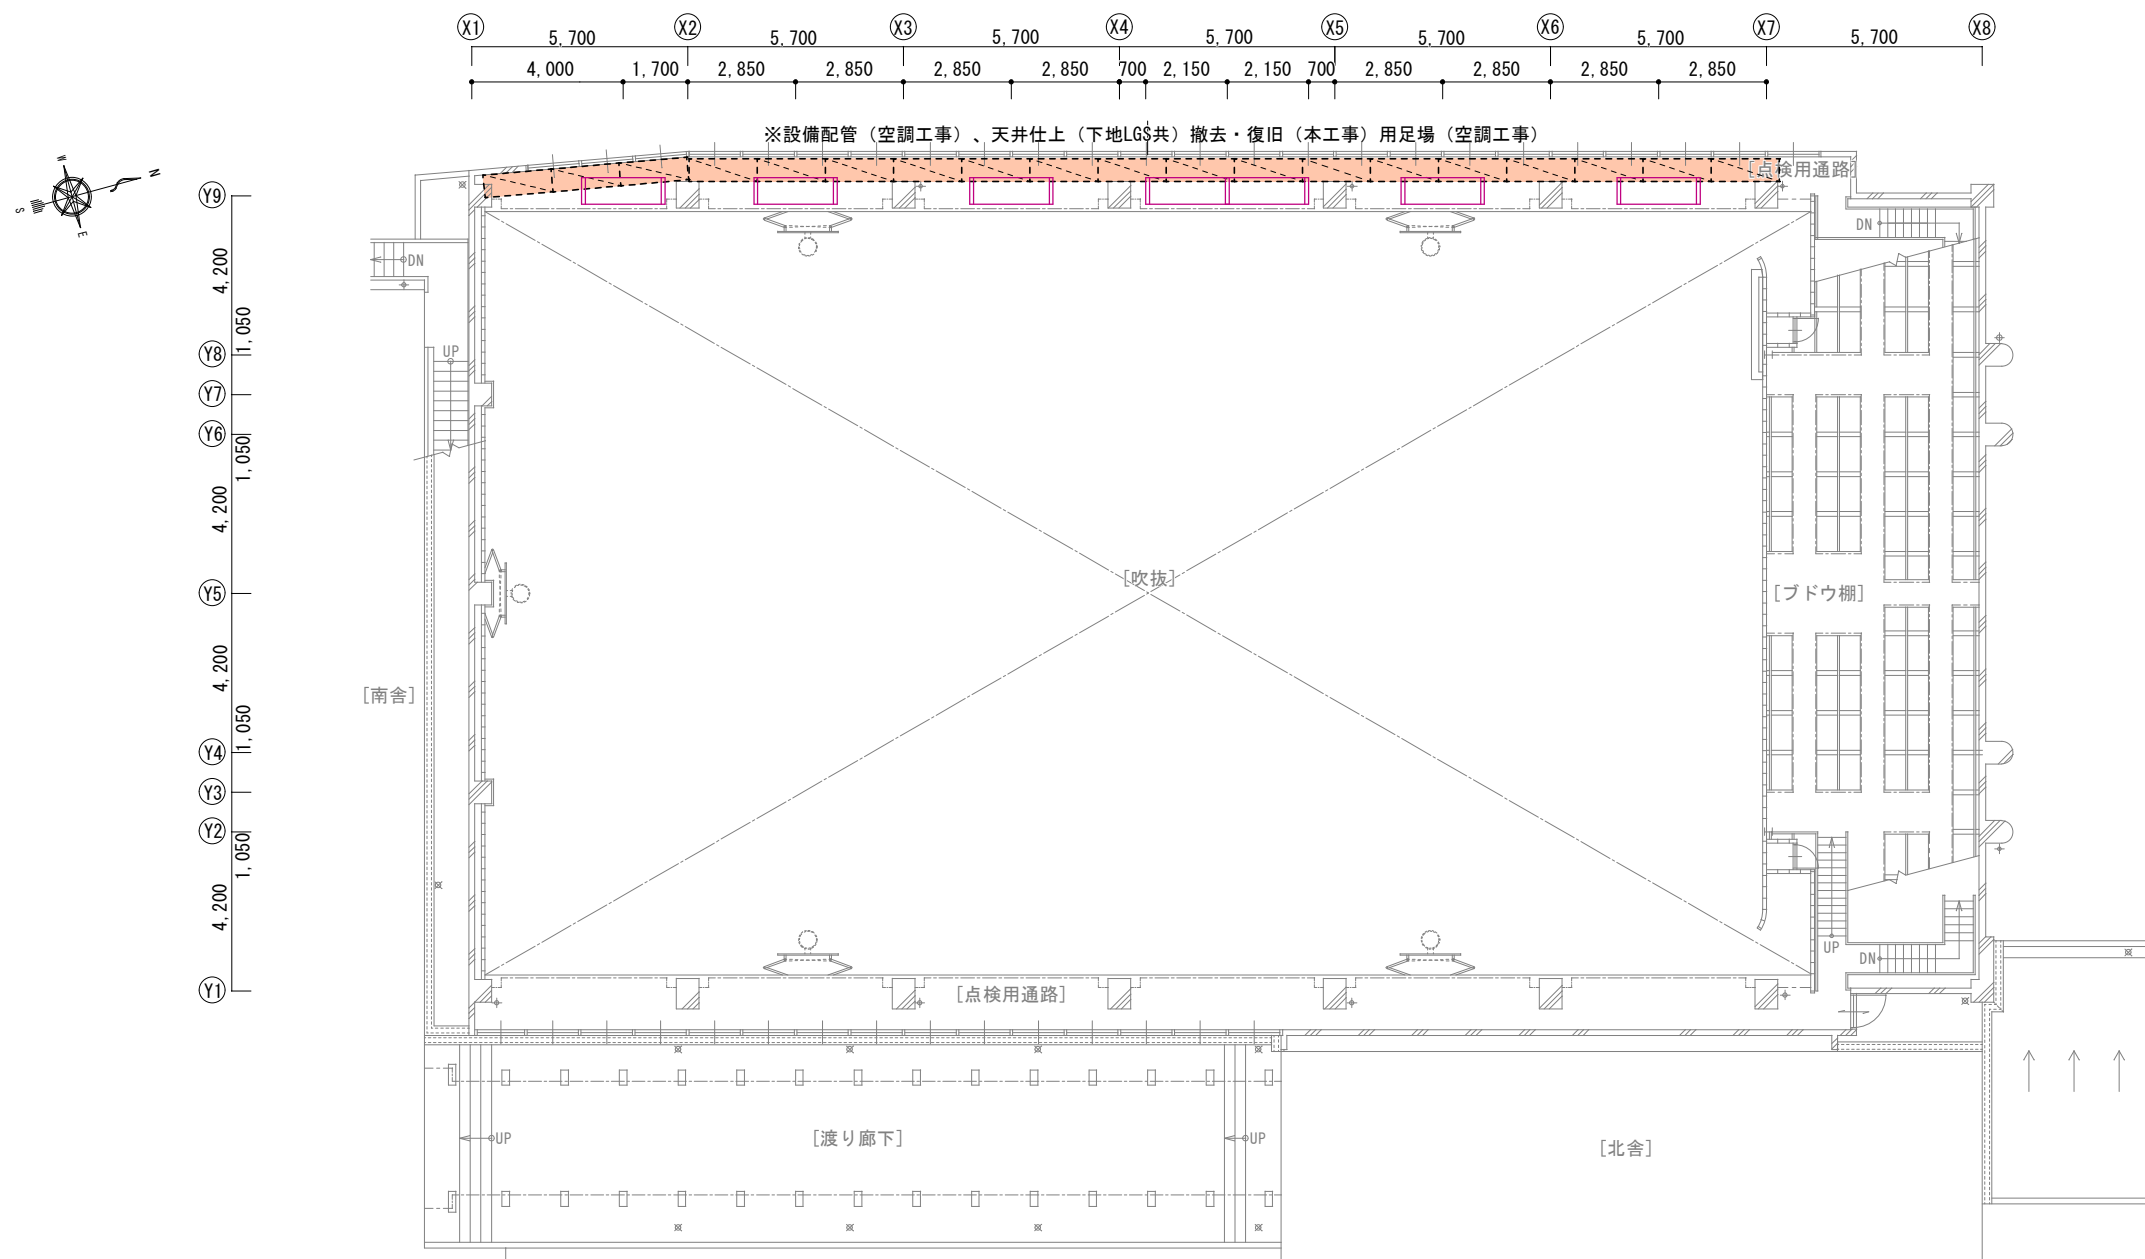 X1 X2 X3 X4 X5 X6 X7 X8
5,700 5,700 5,700 5,700 5,700 5,700 5,700
4,000 1,700 2,850 2,850 2,850 2,850 700 2,150 2,150 700 2,850 2,850 2,850 2,850
※設備配管（空調工事）、天井仕上（下地LGS共）撤去・復旧（本工事）用足場（空調工事）
W
N
S
E
[点検用通路]
Y9
DN
DN
4,200
1,050
Y8
UP
Y7
Y6
1,050
4,200
[吹抜]
Y5
[ブドウ棚]
4,200
[南舎]
1,050
Y4
Y3
Y2
1,050
4,200
UP
DN
Y1
[点検用通路]
UP
[渡り廊下]
UP
[北舎]